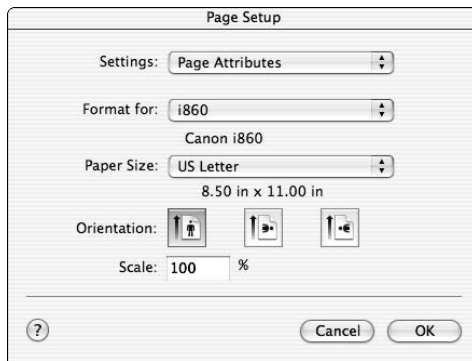 Page Setup
Settings: Page Attributes
Format for: i860
Canon i860
Paper Size: US Letter
8.50 in x 11.00 in
Orientation:
Scale: 100 %
? Cancel OK